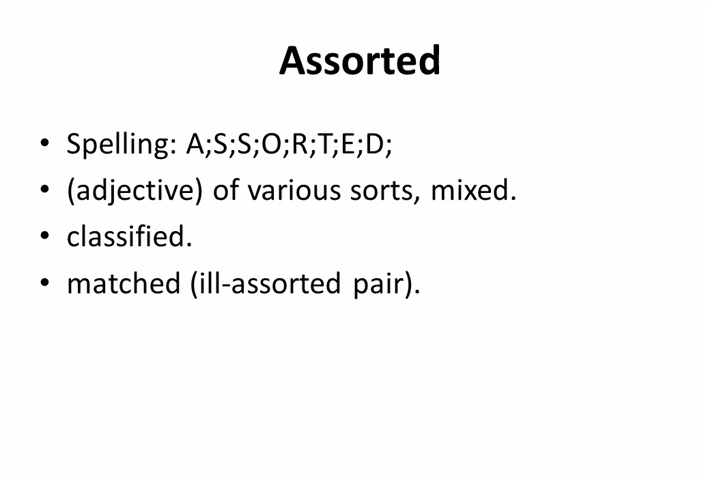 Assorted
• Spelling: A;S;S;O;R;T;E;D;
• (adjective) of various sorts, mixed.
• classified.
• matched (ill-assorted pair).